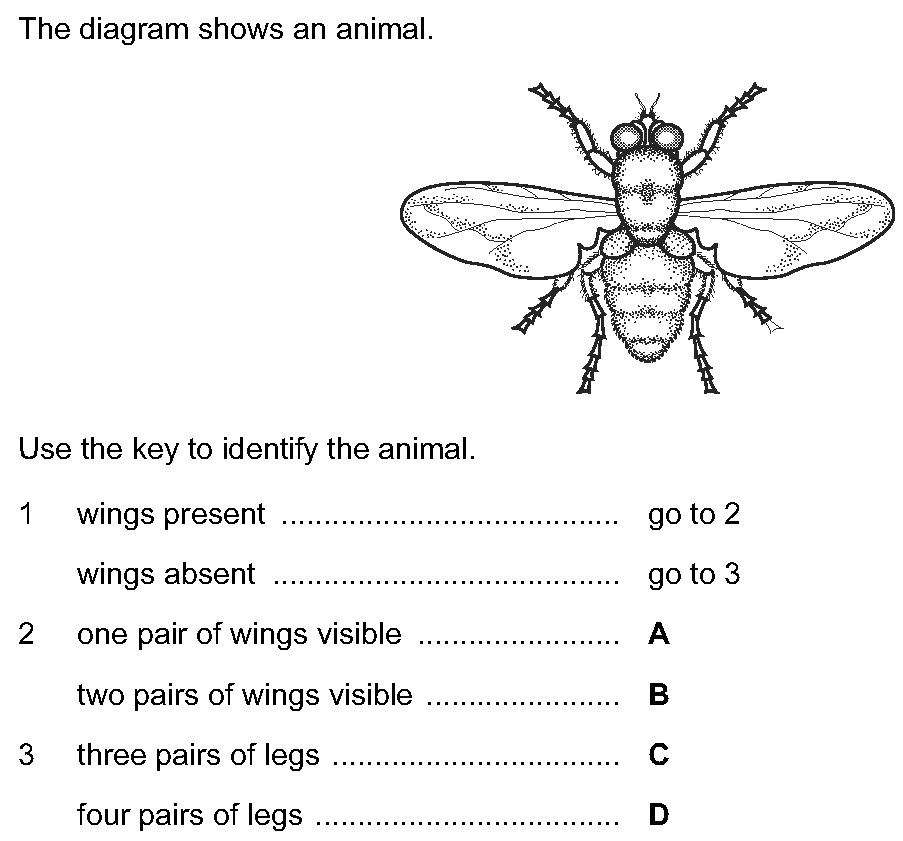 The diagram shows an animal.
Use the key to identify the animal.
1 wings present ....................................... go to 2
wings absent ........................................ go to 3
2 one pair of wings visible ....................... A
two pairs of wings visible ...................... B
3 three pairs of legs ................................. C
four pairs of legs ................................... D